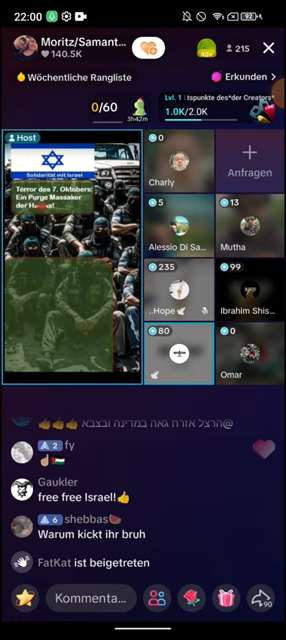 22:00
92
Moritz/Samant...
140.5K
40+
215
Wöchentliche Rangliste
Erkunden >
0/60
3h42m
Lvl. 1 | tspunkte des*der Creators*
1.0K/2.0K
Host
Solidarität mit Israel
Terror des 7. Oktobers:
Ein Purge Massaker
der Hamas!
0
Charly
+
Anfragen
5
Alessio Di Sa...
13
Mutha
235
..Hope🕊
99
Ibrahim Shis...
80
🕊
0
Omar
@הרצל אזרח גאה במדינה ובצבא 👍👍👍
2 fy
☝🏼🇵🇸
Gaukler
free free Israel!👍
6 shebbas🍉
Warum kickt ihr bruh
FatKat ist beigetreten
Kommenta...
90